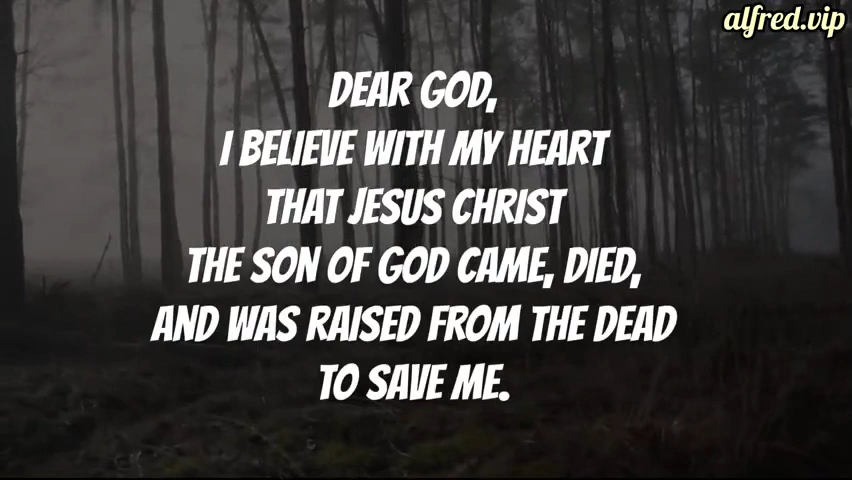 alfred.vip
DEAR GOD,
I BELIEVE WITH MY HEART
THAT JESUS CHRIST
THE SON OF GOD CAME, DIED,
AND WAS RAISED FROM THE DEAD
TO SAVE ME.